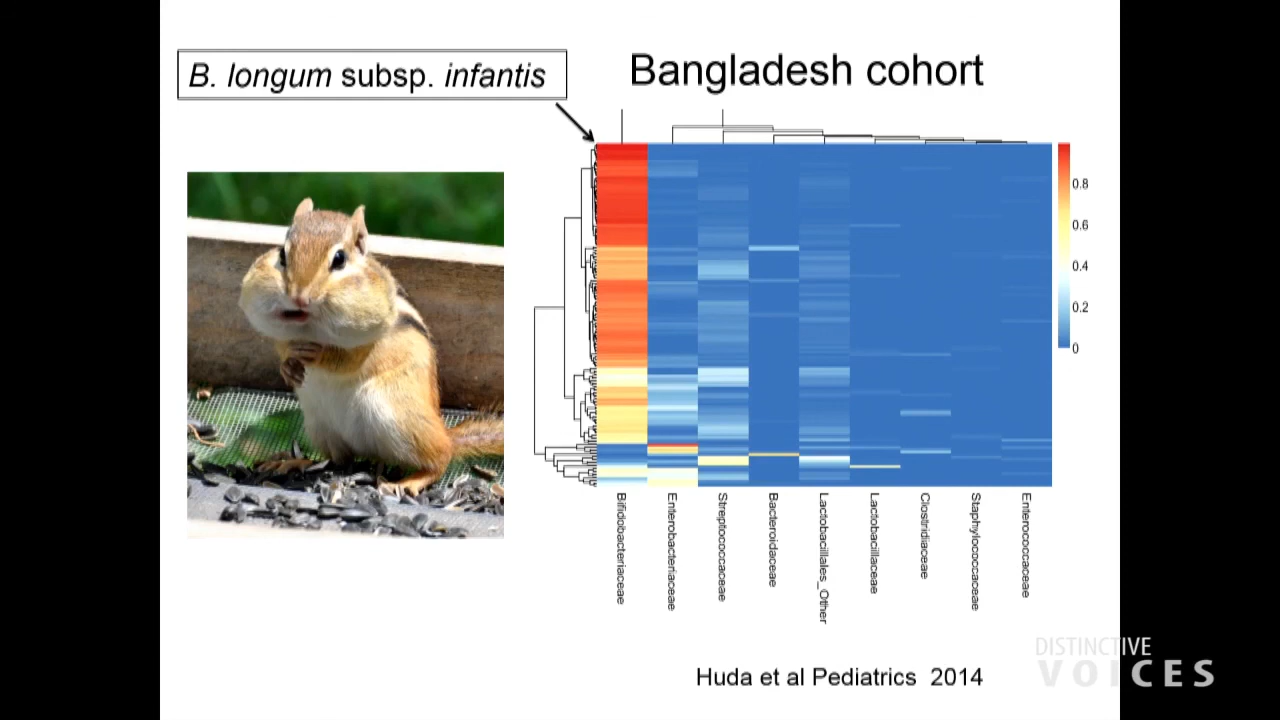 B. longum subsp. infantis
Bangladesh cohort
0.8
0.6
0.4
0.2
0
Bifidobacteriaceae
Enterobacteriaceae
Streptococcaceae
Bacteroidaceae
Lactobacillales_Other
Lactobacillaceae
Clostridiaceae
Staphylococcaceae
Enterococcaceae
Huda et al Pediatrics 2014
DISTINCTIVE
VOICES